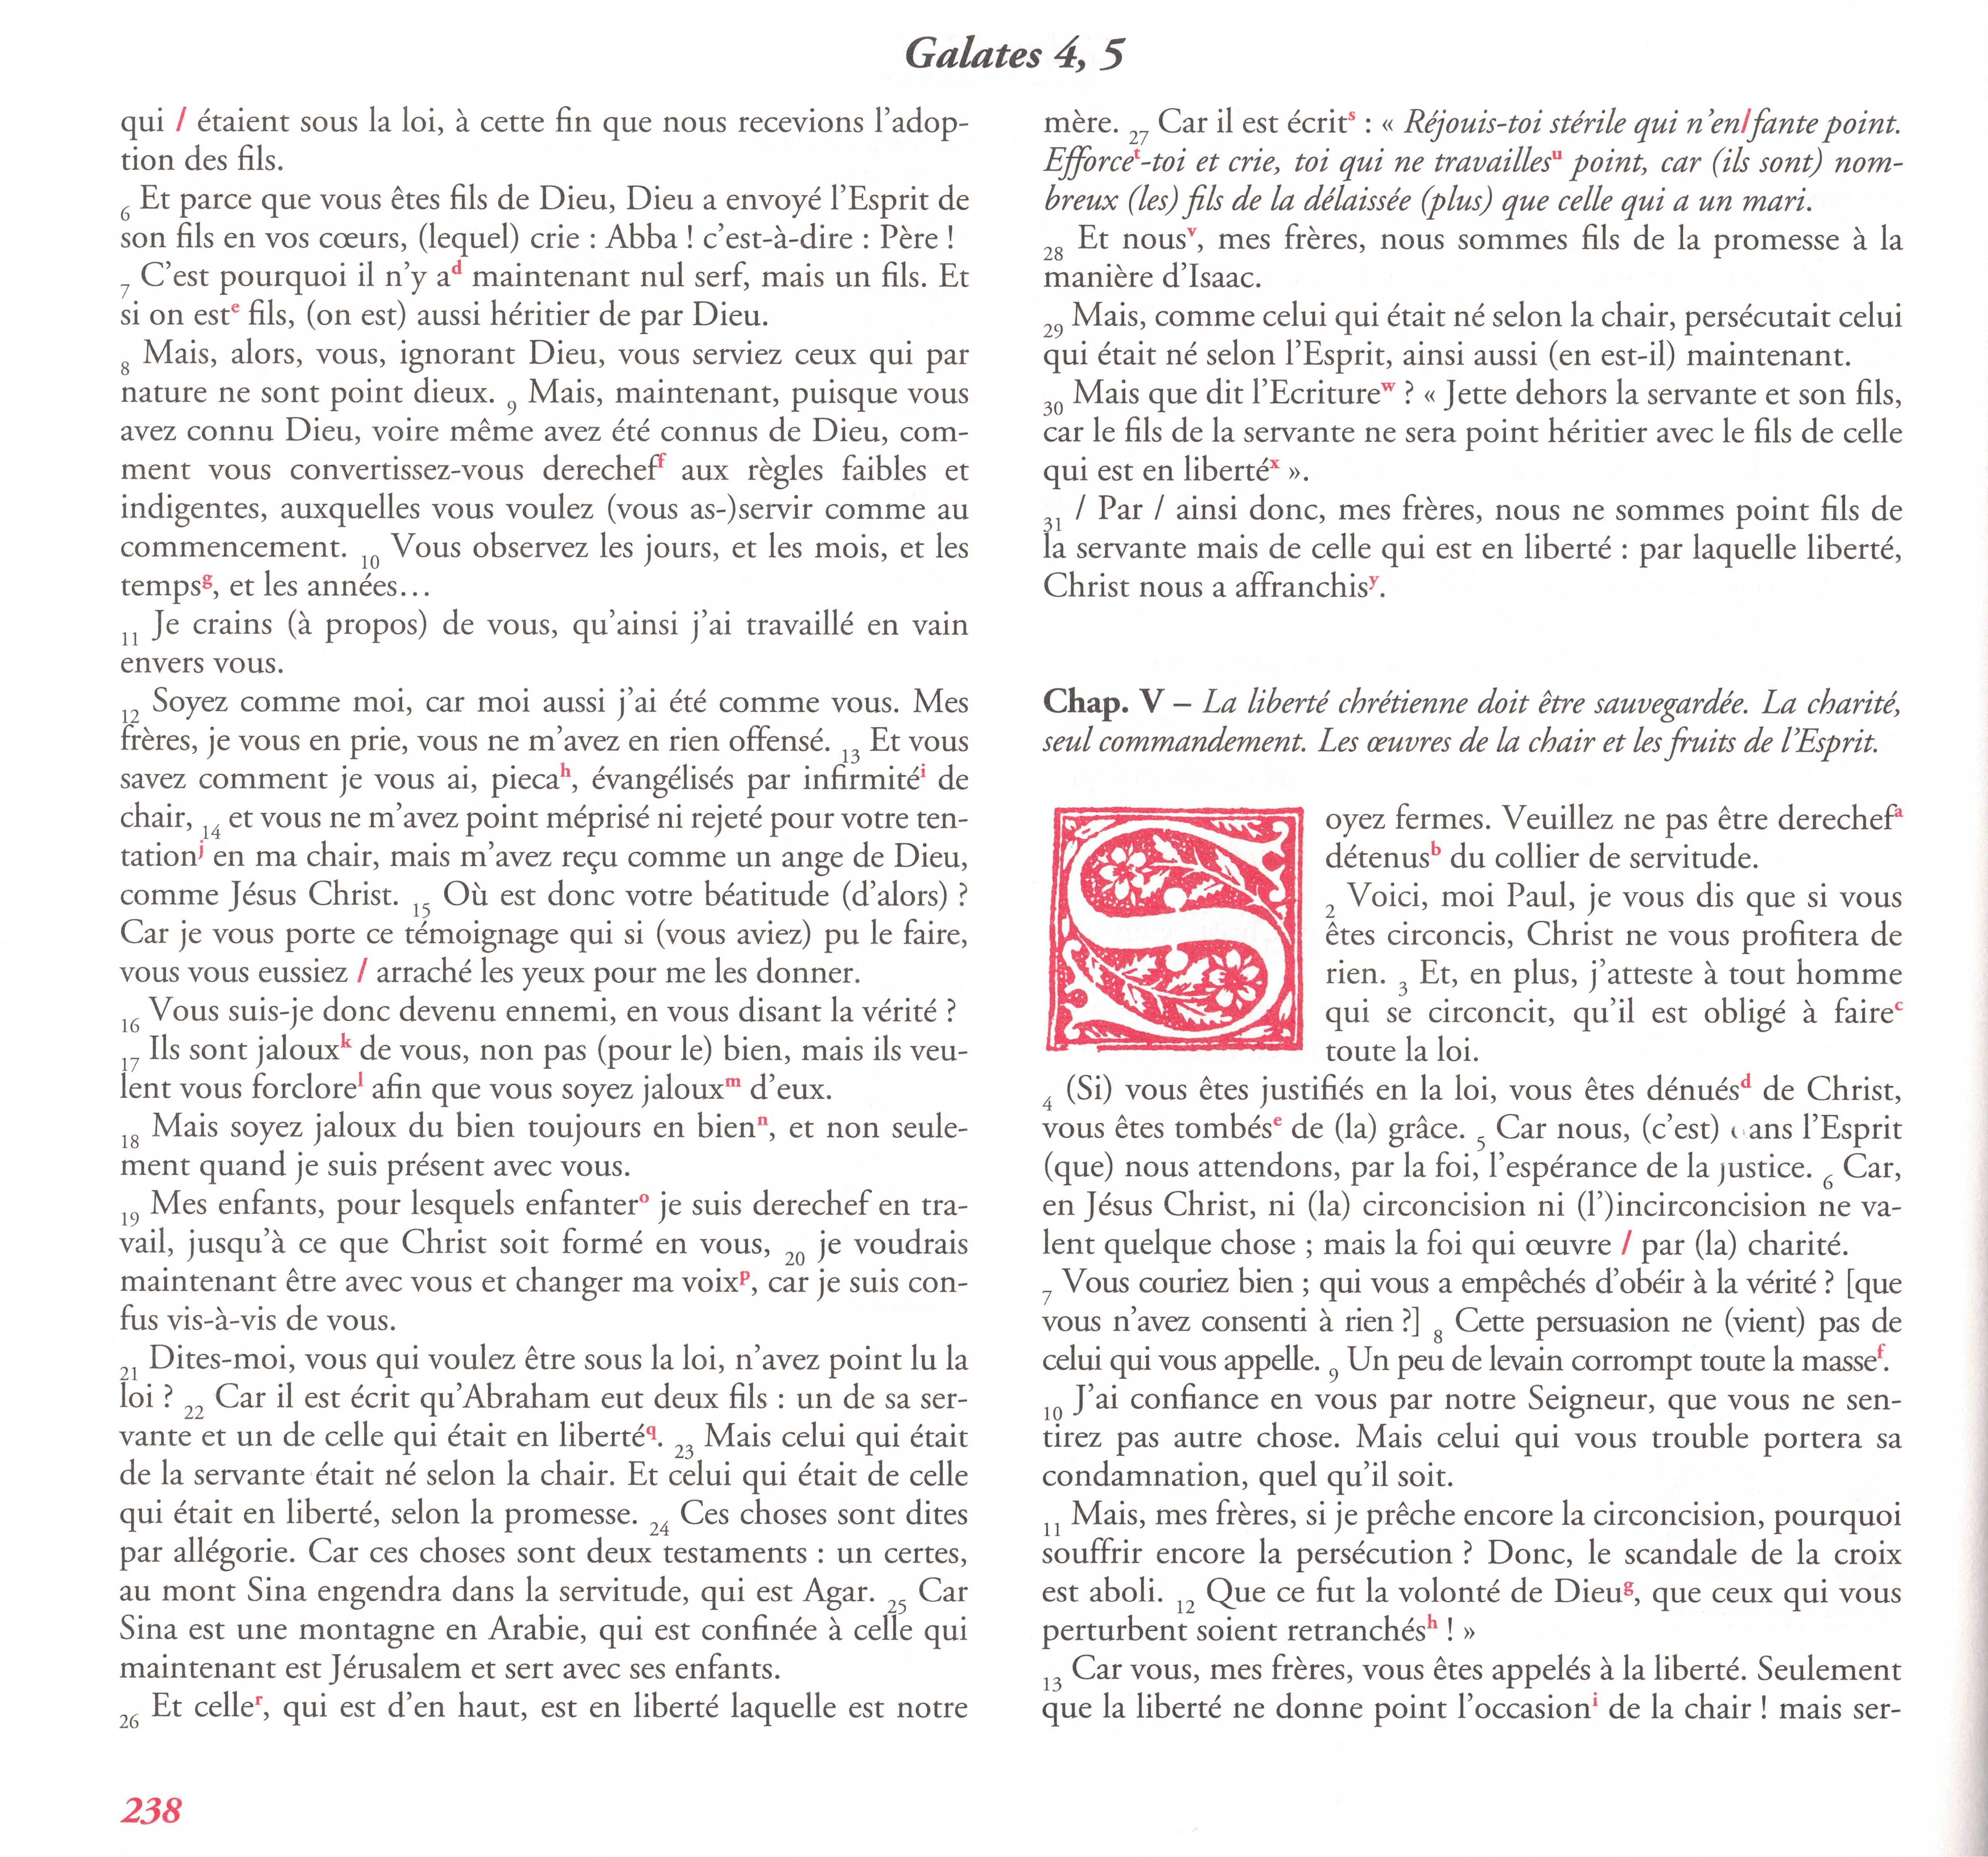 Galates 4, 5
qui / étaient sous la loi, à cette fin que nous recevions l’adop-
tion des fils.
6 Et parce que vous êtes fils de Dieu, Dieu a envoyé l’Esprit de
son fils en vos cœurs, (lequel) crie : Abba ! c’est-à-dire : Père !
7 C’est pourquoi il n’y a^d maintenant nul serf, mais un fils. Et
si on est^e fils, (on est) aussi héritier de par Dieu.
8 Mais, alors, vous, ignorant Dieu, vous serviez ceux qui par
nature ne sont point dieux. 9 Mais, maintenant, puisque vous
avez connu Dieu, voire même avez été connus de Dieu, com-
ment vous convertissez-vous derechef^f aux règles faibles et
indigentes, auxquelles vous voulez (vous as-)servir comme au
commencement. 10 Vous observez les jours, et les mois, et les
temps^g, et les années…
11 Je crains (à propos) de vous, qu’ainsi j’ai travaillé en vain
envers vous.
12 Soyez comme moi, car moi aussi j’ai été comme vous. Mes
frères, je vous en prie, vous ne m’avez en rien offensé. 13 Et vous
savez comment je vous ai, pieca^h, évangélisés par infirmité^i de
chair, 14 et vous ne m’avez point méprisé ni rejeté pour votre ten-
tation^j en ma chair, mais m’avez reçu comme un ange de Dieu,
comme Jésus Christ. 15 Où est donc votre béatitude (d’alors) ?
Car je vous porte ce témoignage qui si (vous aviez) pu le faire,
vous vous eussiez / arraché les yeux pour me les donner.
16 Vous suis-je donc devenu ennemi, en vous disant la vérité ?
17 Ils sont jaloux^k de vous, non pas (pour le) bien, mais ils veu-
lent vous forclore^l afin que vous soyez jaloux^m d’eux.
18 Mais soyez jaloux du bien toujours en bien^n, et non seule-
ment quand je suis présent avec vous.
19 Mes enfants, pour lesquels enfanter^o je suis derechef en tra-
vail, jusqu’à ce que Christ soit formé en vous, 20 je voudrais
maintenant être avec vous et changer ma voix^p, car je suis con-
fus vis-à-vis de vous.
21 Dites-moi, vous qui voulez être sous la loi, n’avez point lu la
loi ? 22 Car il est écrit qu’Abraham eut deux fils : un de sa ser-
vante et un de celle qui était en liberté^q. 23 Mais celui qui était
de la servante était né selon la chair. Et celui qui était de celle
qui était en liberté, selon la promesse. 24 Ces choses sont dites
par allégorie. Car ces choses sont deux testaments : un certes,
au mont Sina engendra dans la servitude, qui est Agar. 25 Car
Sina est une montagne en Arabie, qui est confinée à celle qui
maintenant est Jérusalem et sert avec ses enfants.
26 Et celle^r, qui est d’en haut, est en liberté laquelle est notre
mère. 27 Car il est écrit^s : « Réjouis-toi stérile qui n’en/fante point.
Efforce^t-toi et crie, toi qui ne travailles^u point, car (ils sont) nom-
breux (les) fils de la délaissée (plus) que celle qui a un mari.
28 Et nous^v, mes frères, nous sommes fils de la promesse à la
manière d’Isaac.
29 Mais, comme celui qui était né selon la chair, persécutait celui
qui était né selon l’Esprit, ainsi aussi (en est-il) maintenant.
30 Mais que dit l’Ecriture^w ? « Jette dehors la servante et son fils,
car le fils de la servante ne sera point héritier avec le fils de celle
qui est en liberté^x ».
31 / Par / ainsi donc, mes frères, nous ne sommes point fils de
la servante mais de celle qui est en liberté : par laquelle liberté,
Christ nous a affranchis^y.
Chap. V – La liberté chrétienne doit être sauvegardée. La charité,
seul commandement. Les œuvres de la chair et les fruits de l’Esprit.
Soyez fermes. Veuillez ne pas être derechef^a
détenus^b du collier de servitude.
2 Voici, moi Paul, je vous dis que si vous
êtes circoncis, Christ ne vous profitera de
rien. 3 Et, en plus, j’atteste à tout homme
qui se circoncit, qu’il est obligé à faire^c
toute la loi.
4 (Si) vous êtes justifiés en la loi, vous êtes dénués^d de Christ,
vous êtes tombés^e de (la) grâce. 5 Car nous, (c’est) dans l’Esprit
(que) nous attendons, par la foi, l’espérance de la justice. 6 Car,
en Jésus Christ, ni (la) circoncision ni (l’)incirconcision ne va-
lent quelque chose ; mais la foi qui œuvre / par (la) charité.
7 Vous couriez bien ; qui vous a empêchés d’obéir à la vérité ? [que
vous n’avez consenti à rien ?] 8 Cette persuasion ne (vient) pas de
celui qui vous appelle. 9 Un peu de levain corrompt toute la masse^f.
10 J’ai confiance en vous par notre Seigneur, que vous ne sen-
tirez pas autre chose. Mais celui qui vous trouble portera sa
condamnation, quel qu’il soit.
11 Mais, mes frères, si je prêche encore la circoncision, pourquoi
souffrir encore la persécution ? Donc, le scandale de la croix
est aboli. 12 Que ce fut la volonté de Dieu^g, que ceux qui vous
perturbent soient retranchés^h ! »
13 Car vous, mes frères, vous êtes appelés à la liberté. Seulement
que la liberté ne donne point l’occasion^i de la chair ! mais ser-
238